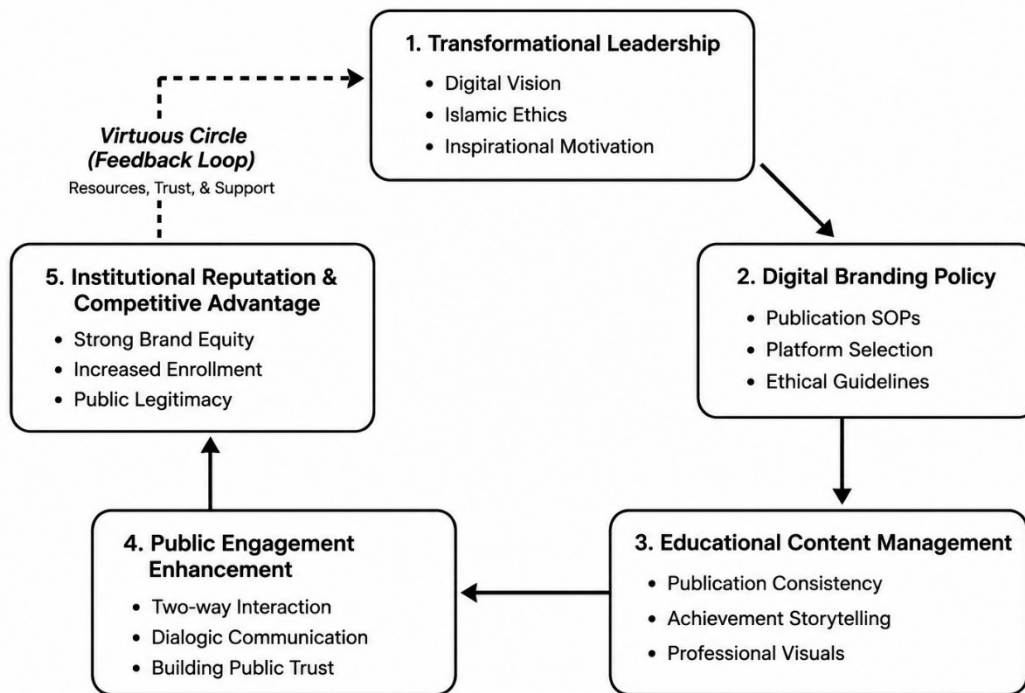 1. Transformational Leadership
• Digital Vision
• Islamic Ethics
• Inspirational Motivation
Virtuous Circle
(Feedback Loop)
Resources, Trust, & Support
2. Digital Branding Policy
• Publication SOPs
• Platform Selection
• Ethical Guidelines
3. Educational Content Management
• Publication Consistency
• Achievement Storytelling
• Professional Visuals
4. Public Engagement
Enhancement
• Two-way Interaction
• Dialogic Communication
• Building Public Trust
5. Institutional Reputation &
Competitive Advantage
• Strong Brand Equity
• Increased Enrollment
• Public Legitimacy